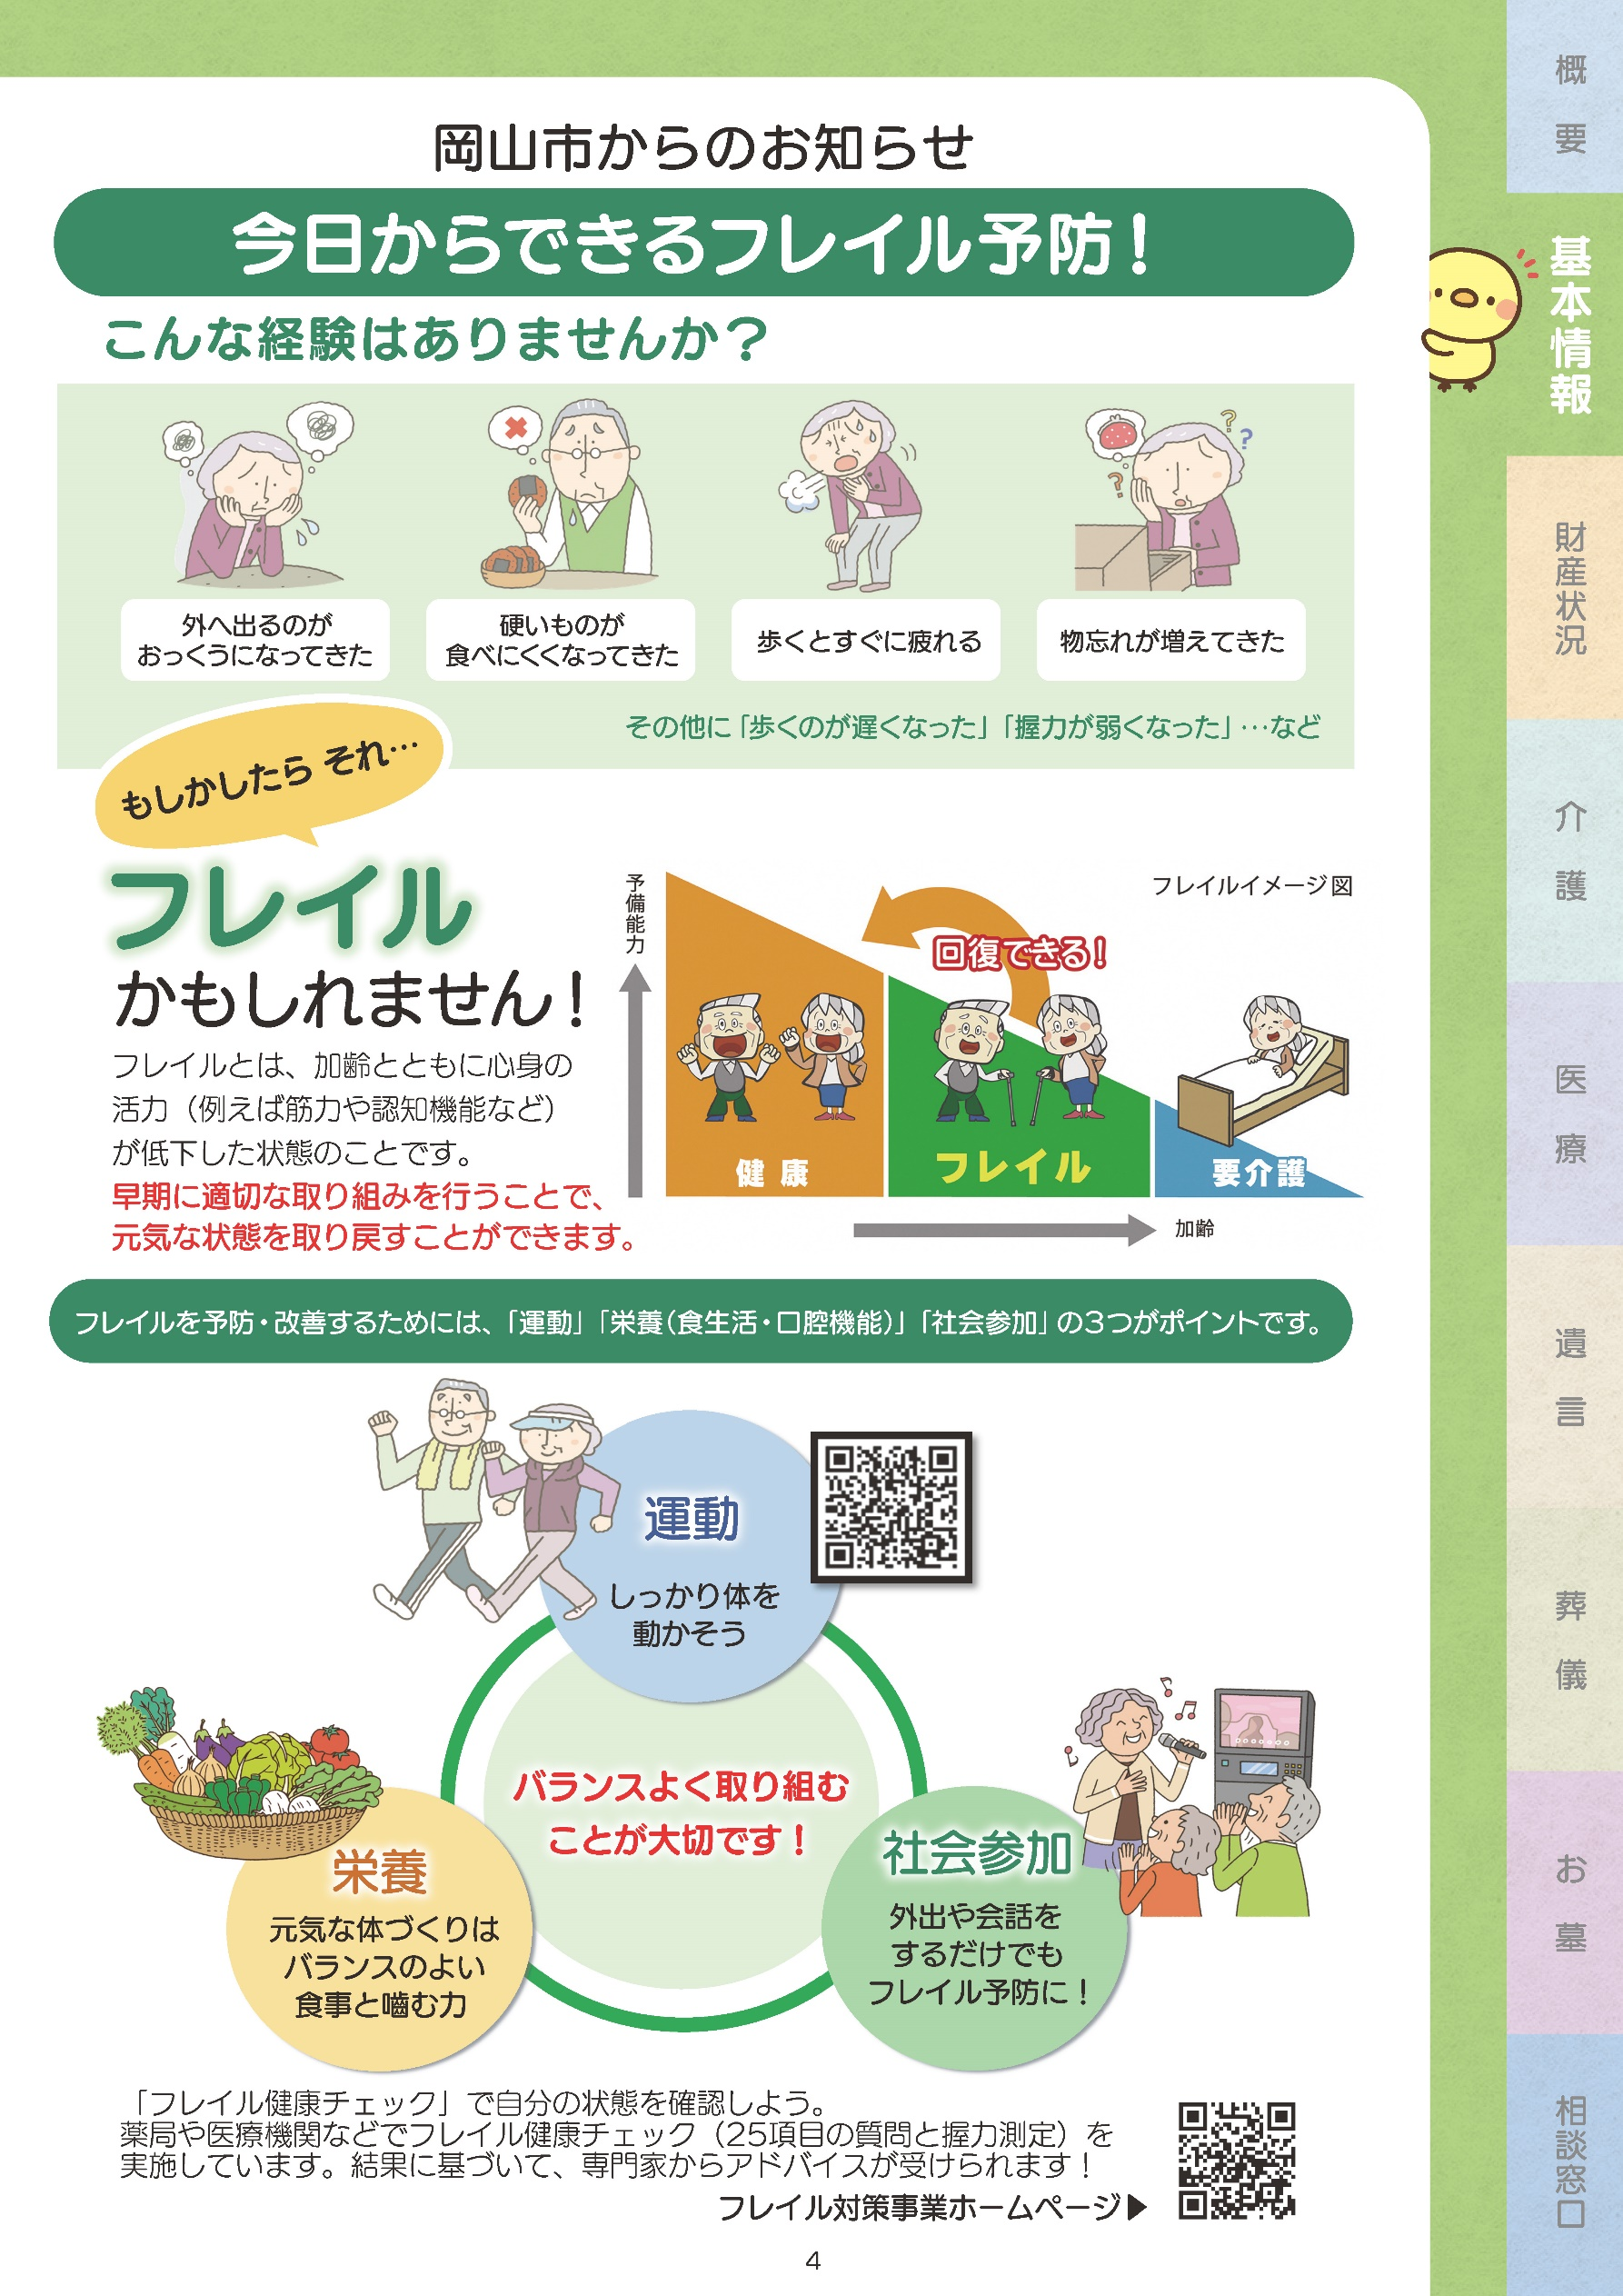 岡山市からのお知らせ
今日からできるフレイル予防！
こんな経験はありませんか？
外へ出るのが
おっくうになってきた
硬いものが
食べにくくなってきた
歩くとすぐに疲れる
物忘れが増えてきた
その他に「歩くのが遅くなった」「握力が弱くなった」…など
もしかしたら それ…
フレイル
かもしれません！
フレイルとは、加齢とともに心身の
活力（例えば筋力や認知機能など）
が低下した状態のことです。
早期に適切な取り組みを行うことで、
元気な状態を取り戻すことができます。
フレイルイメージ図
予備能力
回復できる！
健康
フレイル
要介護
加齢
フレイルを予防・改善するためには、「運動」「栄養（食生活・口腔機能）」「社会参加」の３つがポイントです。
運動
しっかり体を
動かそう
バランスよく取り組む
ことが大切です！
栄養
元気な体づくりは
バランスのよい
食事と噛む力
社会参加
外出や会話を
するだけでも
フレイル予防に！
「フレイル健康チェック」で自分の状態を確認しよう。
薬局や医療機関などでフレイル健康チェック（25項目の質問と握力測定）を
実施しています。結果に基づいて、専門家からアドバイスが受けられます！
フレイル対策事業ホームページ▶
4
概要
基本情報
財産状況
介護
医療
遺言
葬儀
お墓
相談窓口